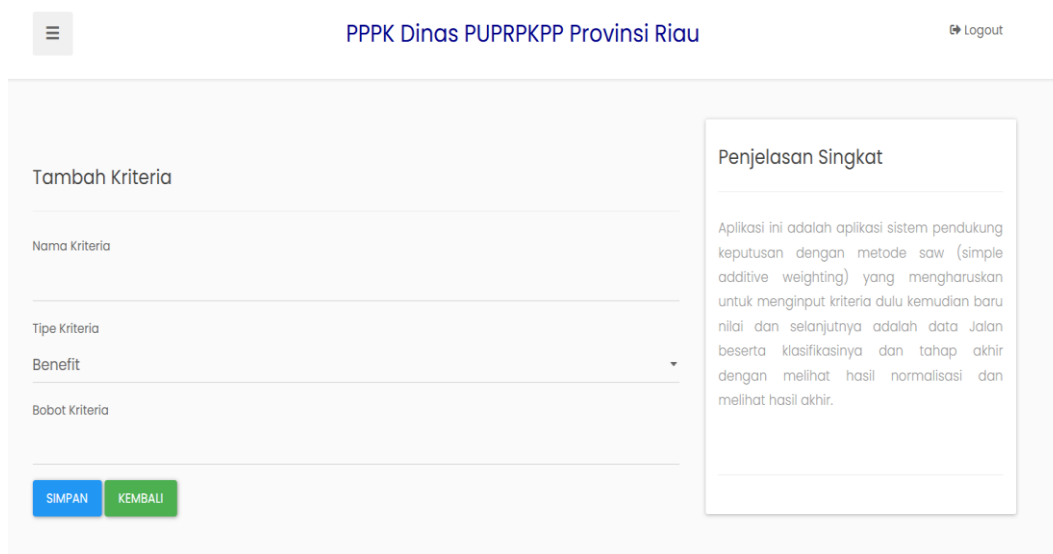 PPPK Dinas PUPRPKPP Provinsi Riau
Logout
Tambah Kriteria
Nama Kriteria
Tipe Kriteria
Benefit
Bobot Kriteria
SIMPAN
KEMBALI
Penjelasan Singkat
Aplikasi ini adalah aplikasi sistem pendukung
keputusan dengan metode saw (simple
additive weighting) yang mengharuskan
untuk menginput kriteria dulu kemudian baru
nilai dan selanjutnya adalah data Jalan
beserta klasifikasinya dan tahap akhir
dengan melihat hasil normalisasi dan
melihat hasil akhir.